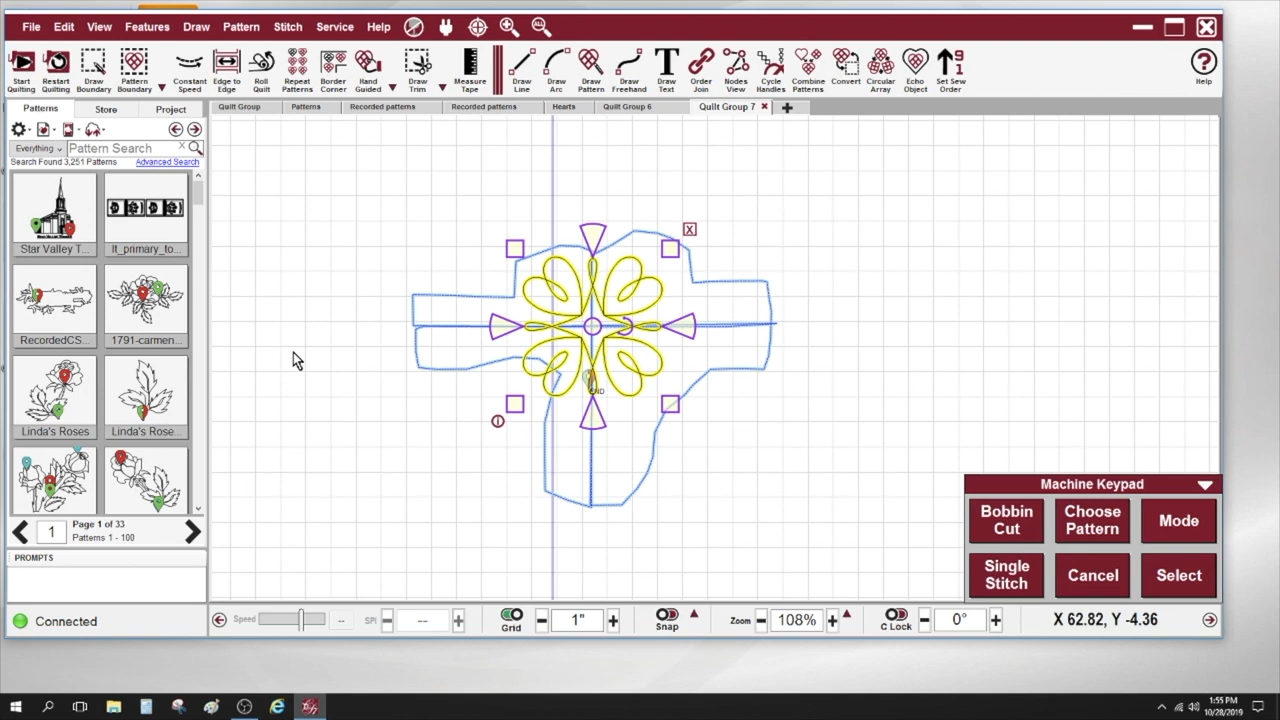 File Edit View Features Draw Pattern Stitch Service Help
Start Quilting Restart Quilting Draw Boundary Pattern Boundary Constant Speed Edge to Edge Roll Quilt Repeat Patterns Border Corner Hand Guided Draw Trim Measure Tape Draw Line Draw Arc Draw Pattern Draw Freehand Draw Text Order Join Nodes View Cycle Handles Combine Patterns Convert Circular Array Echo Object Set Sew Order Help
Patterns Store Project
Quilt Group Patterns Recorded patterns Recorded patterns Hearts Quilt Group 6 Quilt Group 7 X
Everything Pattern Search X
Search Found 3,251 Patterns Advanced Search
Star Valley T... lt_primary_to...
RecordedCS... 1791-carmen...
Linda's Roses Linda's Rose...
1 Page 1 of 33
Patterns 1 - 100
PROMPTS
X
END
Machine Keypad
Bobbin Cut Choose Pattern Mode
Single Stitch Cancel Select
Connected
Speed -- SPI -- Grid 1" Snap Zoom 108% C Lock 0° X 62.82, Y -4.36
1:55 PM
10/28/2019